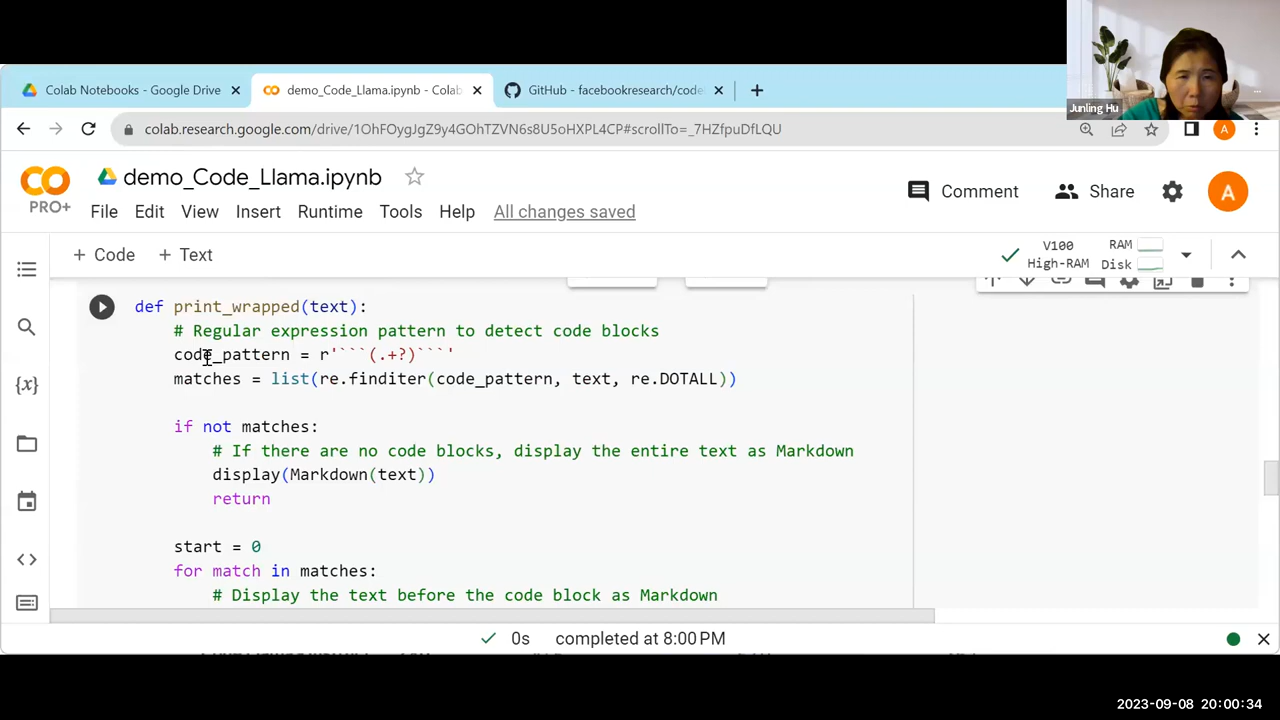 Colab Notebooks - Google Drive
demo_Code_Llama.ipynb - Colab
GitHub - facebookresearch/code
Junling Hu
colab.research.google.com/drive/1OhFOygJgZ9y4GOhTZVN6s8U5oHXPL4CP#scrollTo=_7HZfpuDfLQU
A
CO
PRO+
demo_Code_Llama.ipynb
Comment
Share
A
File Edit View Insert Runtime Tools Help All changes saved
+ Code + Text
V100 RAM
High-RAM Disk
def print_wrapped(text):
# Regular expression pattern to detect code blocks
code_pattern = r'```(.+?)```'
matches = list(re.finditer(code_pattern, text, re.DOTALL))
if not matches:
# If there are no code blocks, display the entire text as Markdown
display(Markdown(text))
return
start = 0
for match in matches:
# Display the text before the code block as Markdown
{x}
0s completed at 8:00 PM
2023-09-08 20:00:34